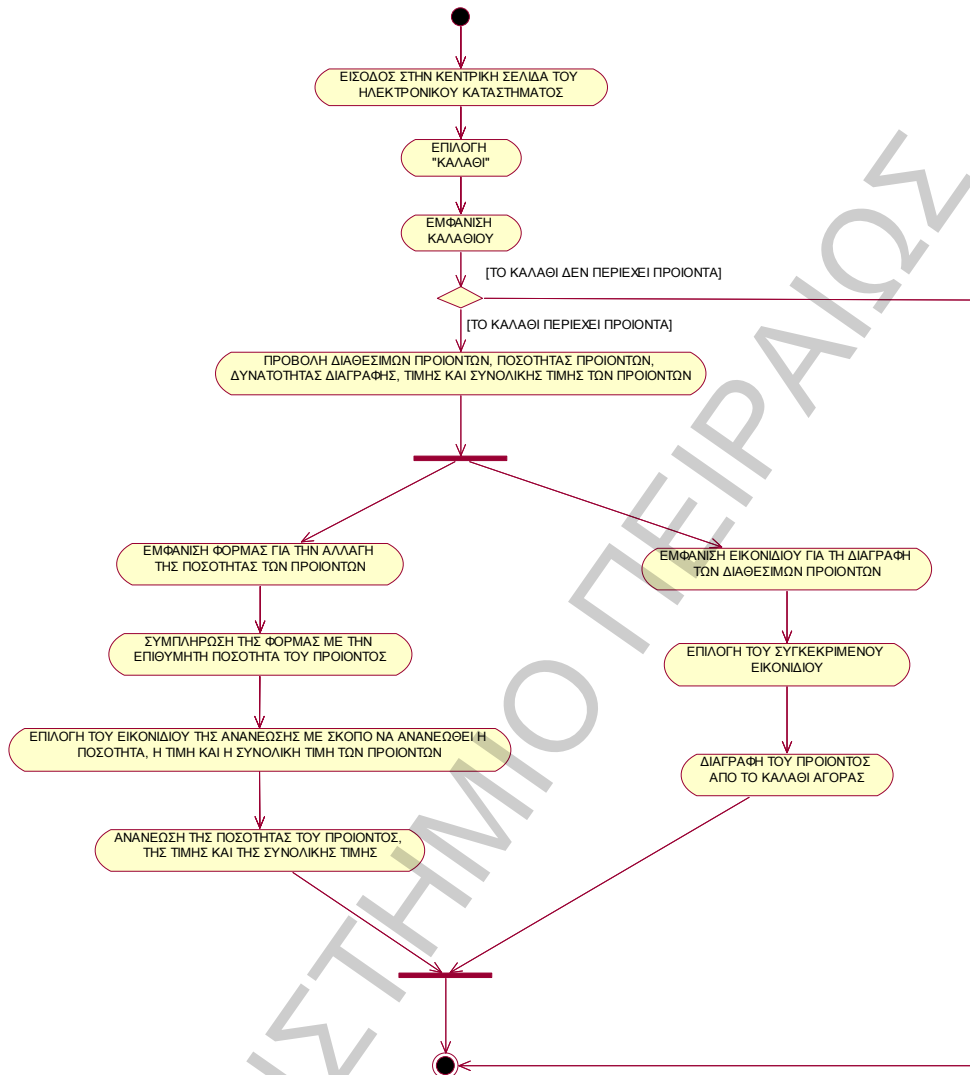 ΕΙΣΟΔΟΣ ΣΤΗΝ ΚΕΝΤΡΙΚΗ ΣΕΛΙΔΑ ΤΟΥ
ΗΛΕΚΤΡΟΝΙΚΟΥ ΚΑΤΑΣΤΗΜΑΤΟΣ
ΕΠΙΛΟΓΗ
"ΚΑΛΑΘΙ"
ΕΜΦΑΝΙΣΗ
ΚΑΛΑΘΙΟΥ
[ΤΟ ΚΑΛΑΘΙ ΔΕΝ ΠΕΡΙΕΧΕΙ ΠΡΟΙΟΝΤΑ]
[ΤΟ ΚΑΛΑΘΙ ΠΕΡΙΕΧΕΙ ΠΡΟΙΟΝΤΑ]
ΠΡΟΒΟΛΗ ΔΙΑΘΕΣΙΜΩΝ ΠΡΟΙΟΝΤΩΝ, ΠΟΣΟΤΗΤΑΣ ΠΡΟΙΟΝΤΩΝ,
ΔΥΝΑΤΟΤΗΤΑΣ ΔΙΑΓΡΑΦΗΣ, ΤΙΜΗΣ ΚΑΙ ΣΥΝΟΛΙΚΗΣ ΤΙΜΗΣ ΤΩΝ ΠΡΟΙΟΝΤΩΝ
ΕΜΦΑΝΙΣΗ ΦΟΡΜΑΣ ΓΙΑ ΤΗΝ ΑΛΛΑΓΗ
ΤΗΣ ΠΟΣΟΤΗΤΑΣ ΤΩΝ ΠΡΟΙΟΝΤΩΝ
ΣΥΜΠΛΗΡΩΣΗ ΤΗΣ ΦΟΡΜΑΣ ΜΕ ΤΗΝ
ΕΠΙΘΥΜΗΤΗ ΠΟΣΟΤΗΤΑ ΤΟΥ ΠΡΟΙΟΝΤΟΣ
ΕΠΙΛΟΓΗ ΤΟΥ ΕΙΚΟΝΙΔΙΟΥ ΤΗΣ ΑΝΑΝΕΩΣΗΣ ΜΕ ΣΚΟΠΟ ΝΑ ΑΝΑΝΕΩΘΕΙ Η
ΠΟΣΟΤΗΤΑ, Η ΤΙΜΗ ΚΑΙ Η ΣΥΝΟΛΙΚΗ ΤΙΜΗ ΤΩΝ ΠΡΟΙΟΝΤΩΝ
ΑΝΑΝΕΩΣΗ ΤΗΣ ΠΟΣΟΤΗΤΑΣ ΤΟΥ ΠΡΟΙΟΝΤΟΣ,
ΤΗΣ ΤΙΜΗΣ ΚΑΙ ΤΗΣ ΣΥΝΟΛΙΚΗΣ ΤΙΜΗΣ
ΕΜΦΑΝΙΣΗ ΕΙΚΟΝΙΔΙΟΥ ΓΙΑ ΤΗ ΔΙΑΓΡΑΦΗ
ΤΩΝ ΔΙΑΘΕΣΙΜΩΝ ΠΡΟΙΟΝΤΩΝ
ΕΠΙΛΟΓΗ ΤΟΥ ΣΥΓΚΕΚΡΙΜΕΝΟΥ
ΕΙΚΟΝΙΔΙΟΥ
ΔΙΑΓΡΑΦΗ ΤΟΥ ΠΡΟΙΟΝΤΟΣ
ΑΠΟ ΤΟ ΚΑΛΑΘΙ ΑΓΟΡΑΣ
ΙΣΤΗΜΙΟ ΠΕΙΡΑΙΩΣ